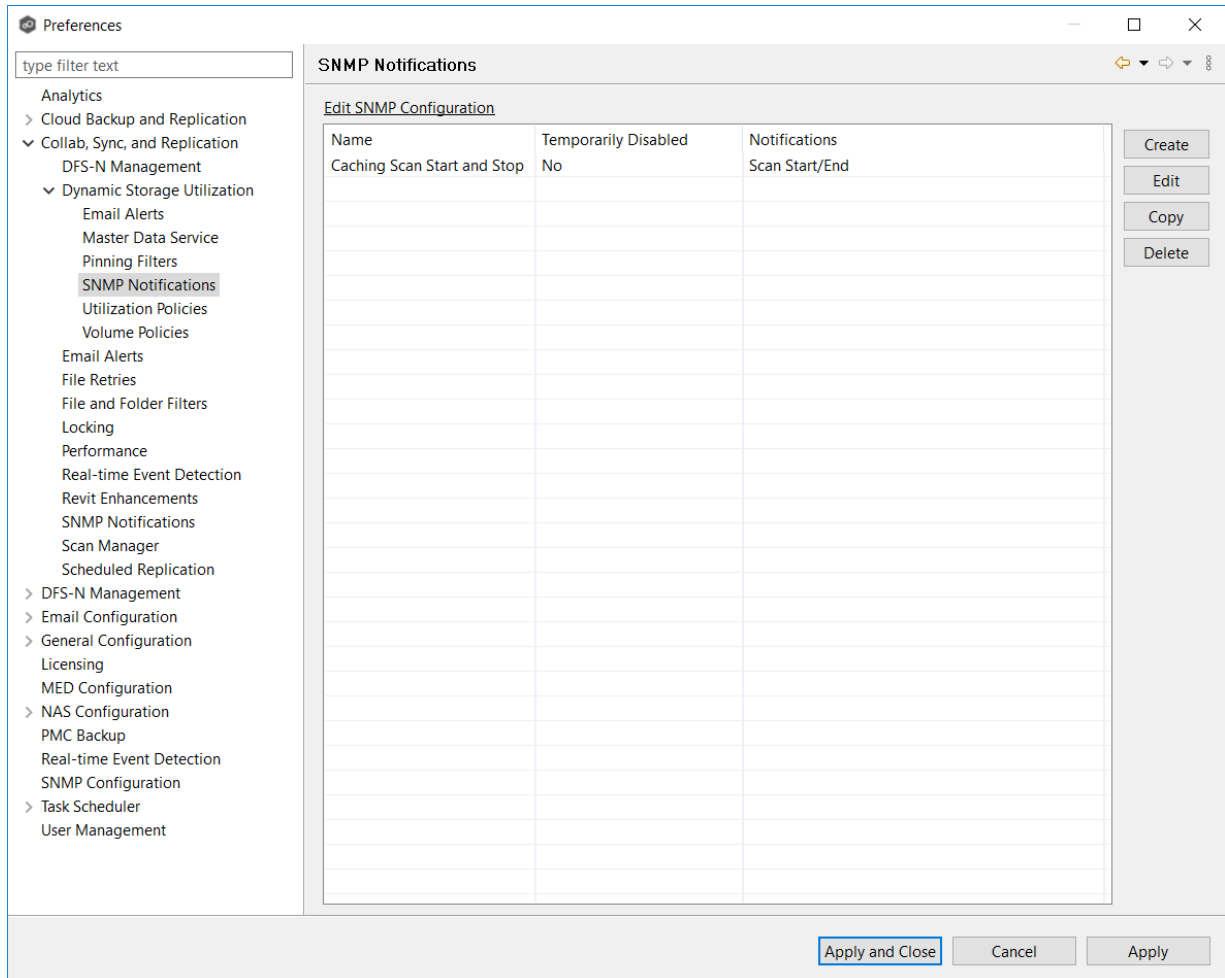 Preferences
type filter text
Analytics
Cloud Backup and Replication
Collab, Sync, and Replication
DFS-N Management
Dynamic Storage Utilization
Email Alerts
Master Data Service
Pinning Filters
SNMP Notifications
Utilization Policies
Volume Policies
Email Alerts
File Retries
File and Folder Filters
Locking
Performance
Real-time Event Detection
Revit Enhancements
SNMP Notifications
Scan Manager
Scheduled Replication
DFS-N Management
Email Configuration
General Configuration
Licensing
MED Configuration
NAS Configuration
PMC Backup
Real-time Event Detection
SNMP Configuration
Task Scheduler
User Management
SNMP Notifications
Edit SNMP Configuration
Name Temporarily Disabled Notifications
Caching Scan Start and Stop No Scan Start/End
Create
Edit
Copy
Delete
Apply and Close Cancel Apply